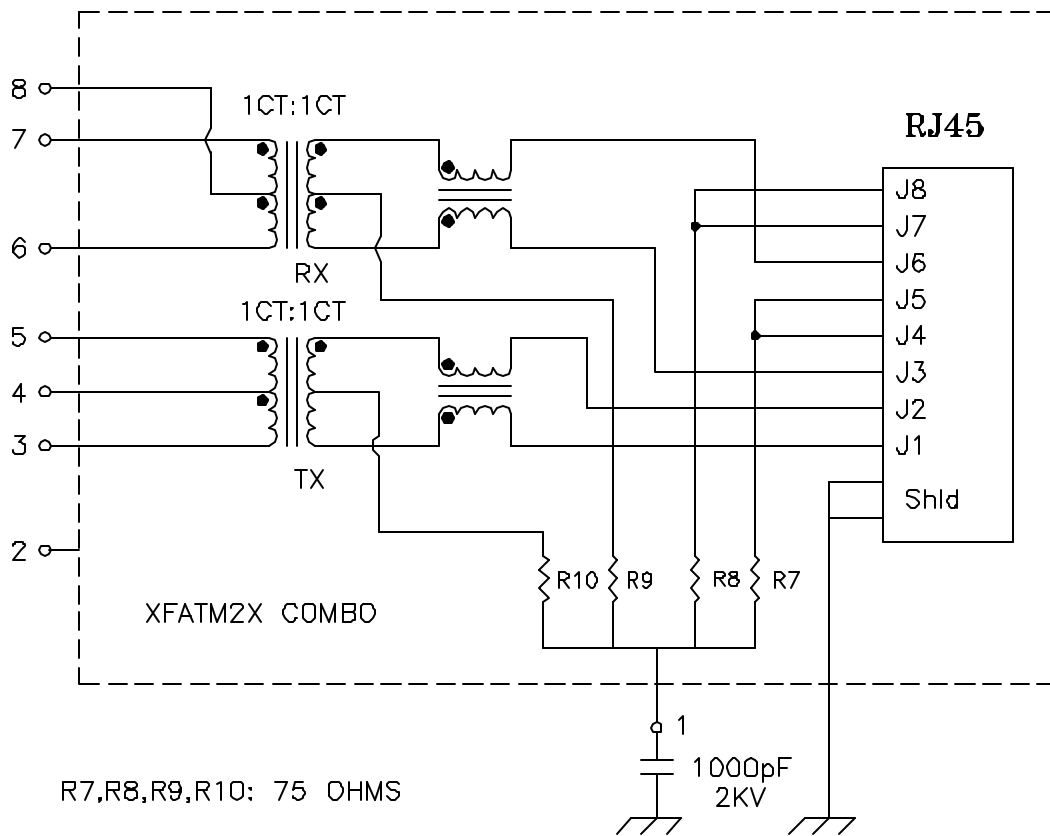 8
1CT:1CT
7
RJ45
J8
J7
J6
6
RX
J5
1CT:1CT
5
J4
J3
4
J2
3
J1
TX
Shld
2
R10
R9
R8
R7
XFATM2X COMBO
1
1000pF
2KV
R7,R8,R9,R10: 75 OHMS